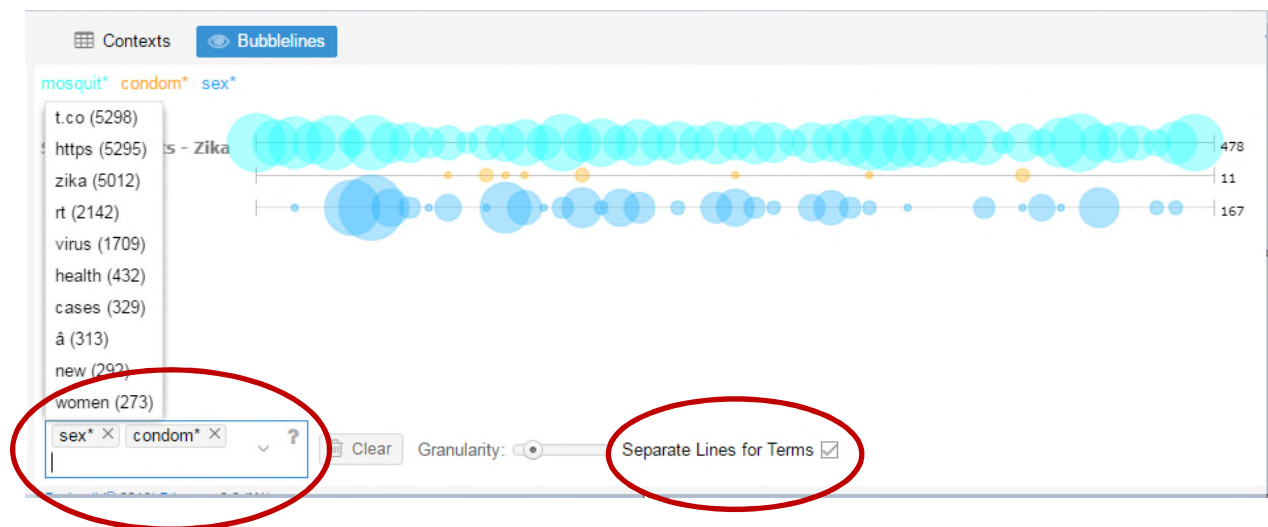 Contexts Bubblelines
mosquit* condom* sex*
t.co (5298)
https (5295)
s - Zika
478
zika (5012)
11
rt (2142)
167
virus (1709)
health (432)
cases (329)
â (313)
new (292)
women (273)
sex* × condom* × ?
Clear Granularity: Separate Lines for Terms